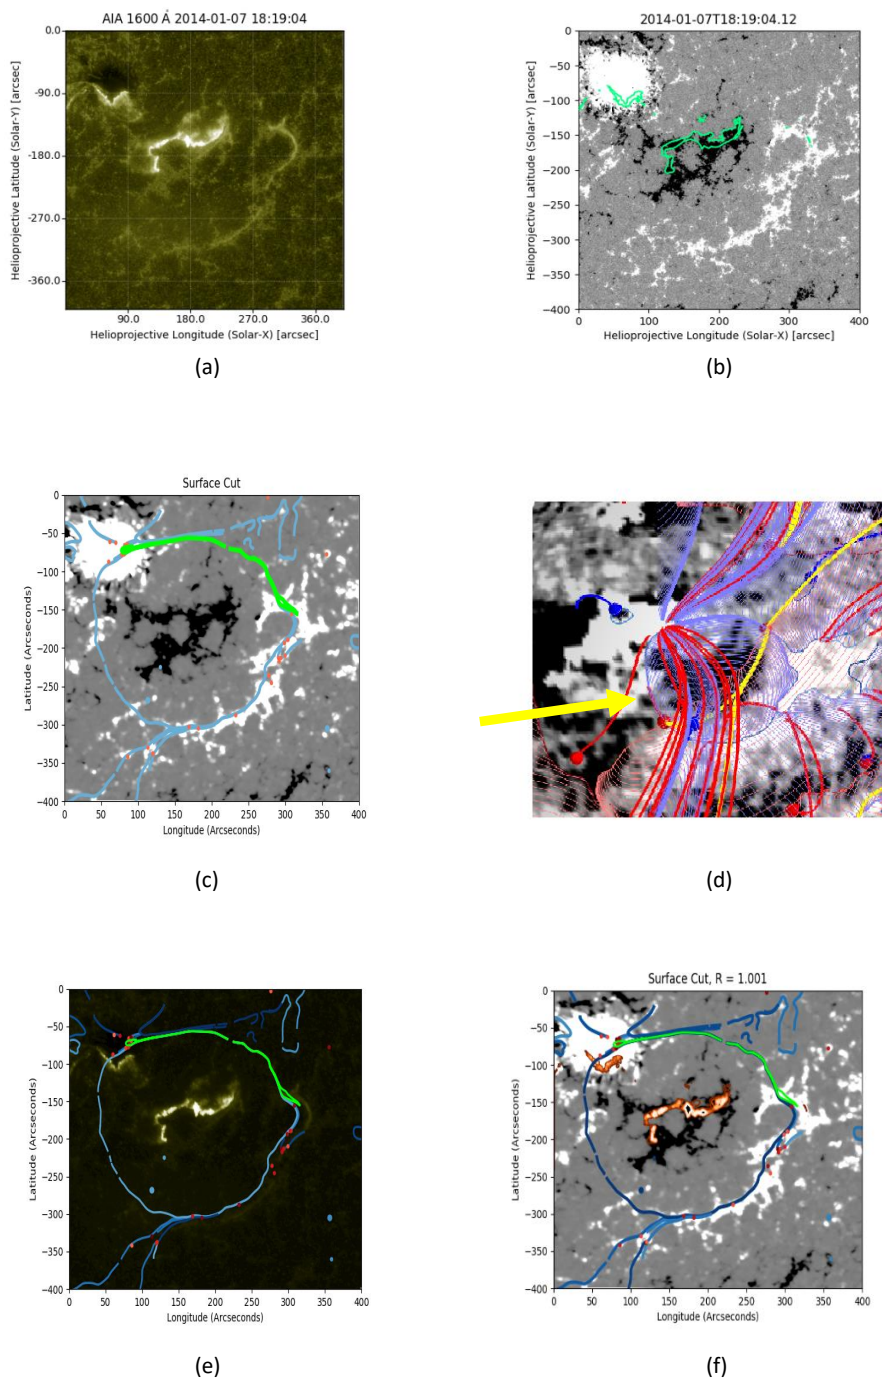 AIA 1600 Å 2014-01-07 18:19:04
0.0
-90.0
-180.0
-270.0
-360.0
90.0 180.0 270.0 360.0
Helioprojective Latitude (Solar-Y) [arcsec]
Helioprojective Longitude (Solar-X) [arcsec]
(a)
2014-01-07T18:19:04.12
0
−50
−100
−150
−200
−250
−300
−350
−400
0 100 200 300 400
Helioprojective Latitude (Solar-Y) [arcsec]
Helioprojective Longitude (Solar-X) [arcsec]
(b)
Surface Cut
0
−50
−100
−150
−200
−250
−300
−350
−400
0 50 100 150 200 250 300 350 400
Latitude (Arcseconds)
Longitude (Arcseconds)
(c)
(d)
0
−50
−100
−150
−200
−250
−300
−350
−400
0 50 100 150 200 250 300 350 400
Latitude (Arcseconds)
Longitude (Arcseconds)
(e)
Surface Cut, R = 1.001
0
−50
−100
−150
−200
−250
−300
−350
−400
0 50 100 150 200 250 300 350 400
Latitude (Arcseconds)
Longitude (Arcseconds)
(f)